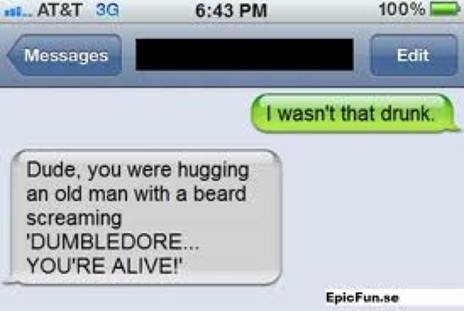 AT&T 3G 6:43 PM 100%
Messages Edit
I wasn't that drunk.
Dude, you were hugging
an old man with a beard
screaming
'DUMBLEDORE...
YOU'RE ALIVE!'
EpicFun.se